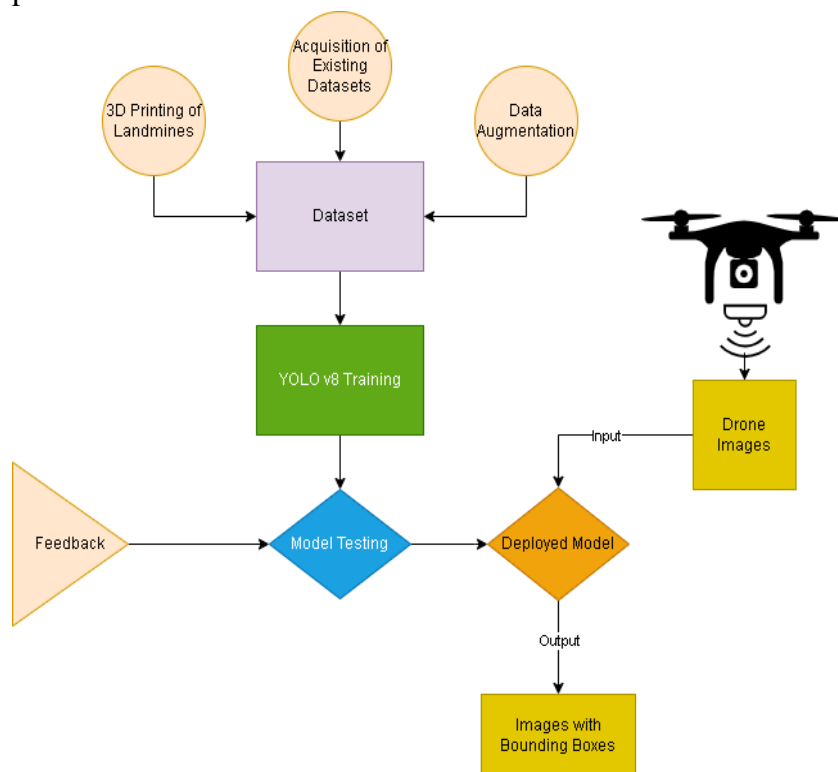 Acquisition of
Existing
Datasets
3D Printing of
Landmines
Data
Augmentation
Dataset
YOLO v8 Training
Drone
Images
Input
Feedback
Model Testing
Deployed Model
Output
Images with
Bounding Boxes